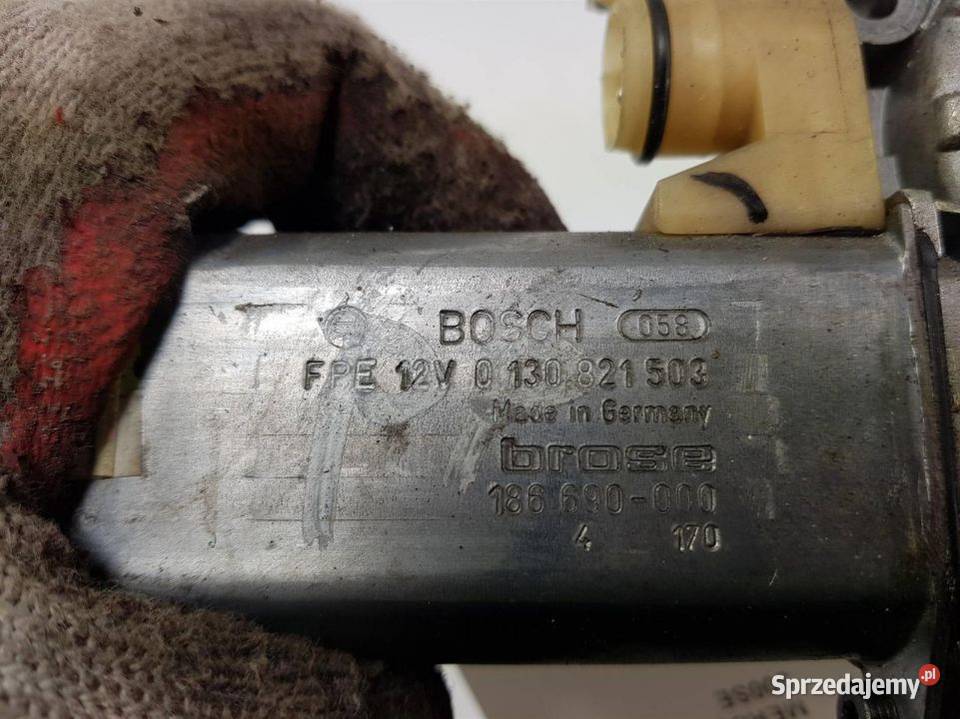 BOSCH 058
FPE 12V 0 130 821 503
Made in Germany
brose
186 690-000
4 170
Sprzedajemy.pl